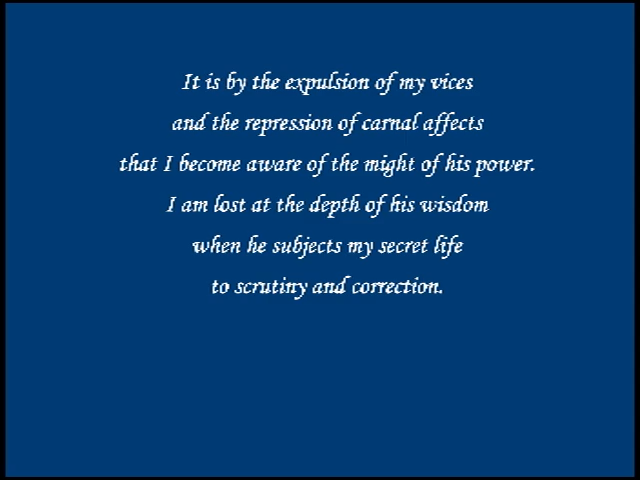 It is by the expulsion of my vices
and the repression of carnal affects
that I become aware of the might of his power.
I am lost at the depth of his wisdom
when he subjects my secret life
to scrutiny and correction.